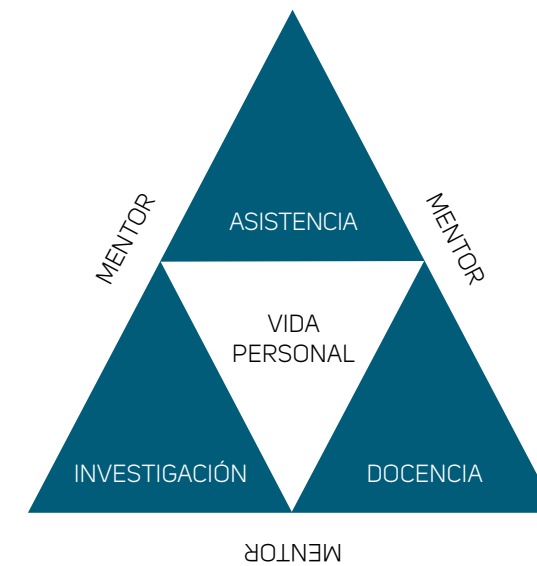 MENTOR
MENTOR
ASISTENCIA
VIDA
PERSONAL
INVESTIGACIÓN
DOCENCIA
MENTOR